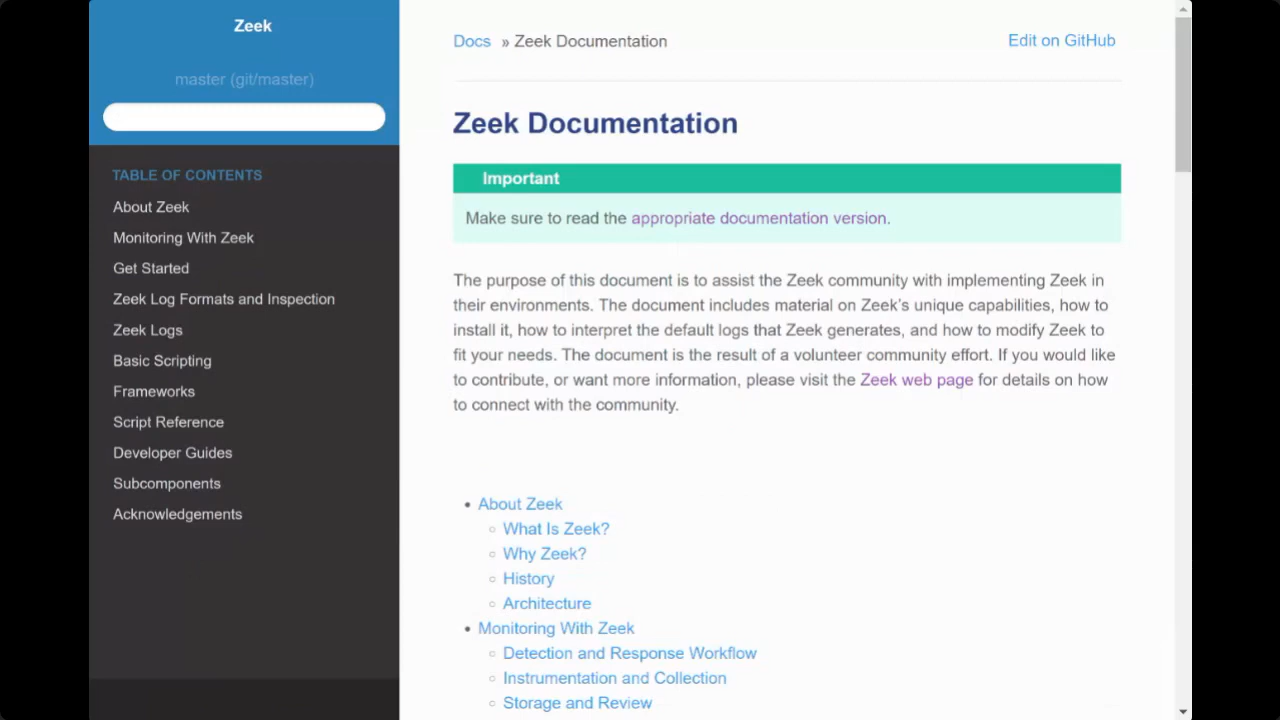 Zeek
master (git/master)
TABLE OF CONTENTS
About Zeek
Monitoring With Zeek
Get Started
Zeek Log Formats and Inspection
Zeek Logs
Basic Scripting
Frameworks
Script Reference
Developer Guides
Subcomponents
Acknowledgements
Docs » Zeek Documentation
Edit on GitHub
Zeek Documentation
Important
Make sure to read the appropriate documentation version.
The purpose of this document is to assist the Zeek community with implementing Zeek in
their environments. The document includes material on Zeek’s unique capabilities, how to
install it, how to interpret the default logs that Zeek generates, and how to modify Zeek to
fit your needs. The document is the result of a volunteer community effort. If you would like
to contribute, or want more information, please visit the Zeek web page for details on how
to connect with the community.
• About Zeek
◦ What Is Zeek?
◦ Why Zeek?
◦ History
◦ Architecture
• Monitoring With Zeek
◦ Detection and Response Workflow
◦ Instrumentation and Collection
◦ Storage and Review